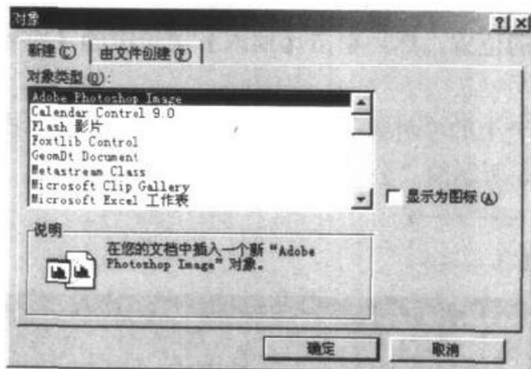 对象
新建(C)
由文件创建(F)
对象类型(O):
Adobe Photoshop Image
Calendar Control 9.0
Flash 影片
Foxtlib Control
GeomDt Document
Metastream Class
Microsoft Clip Gallery
Microsoft Excel 工作表
显示为图标(A)
说明
在您的文档中插入一个新 “Adobe
Photoshop Image” 对象。
确定
取消